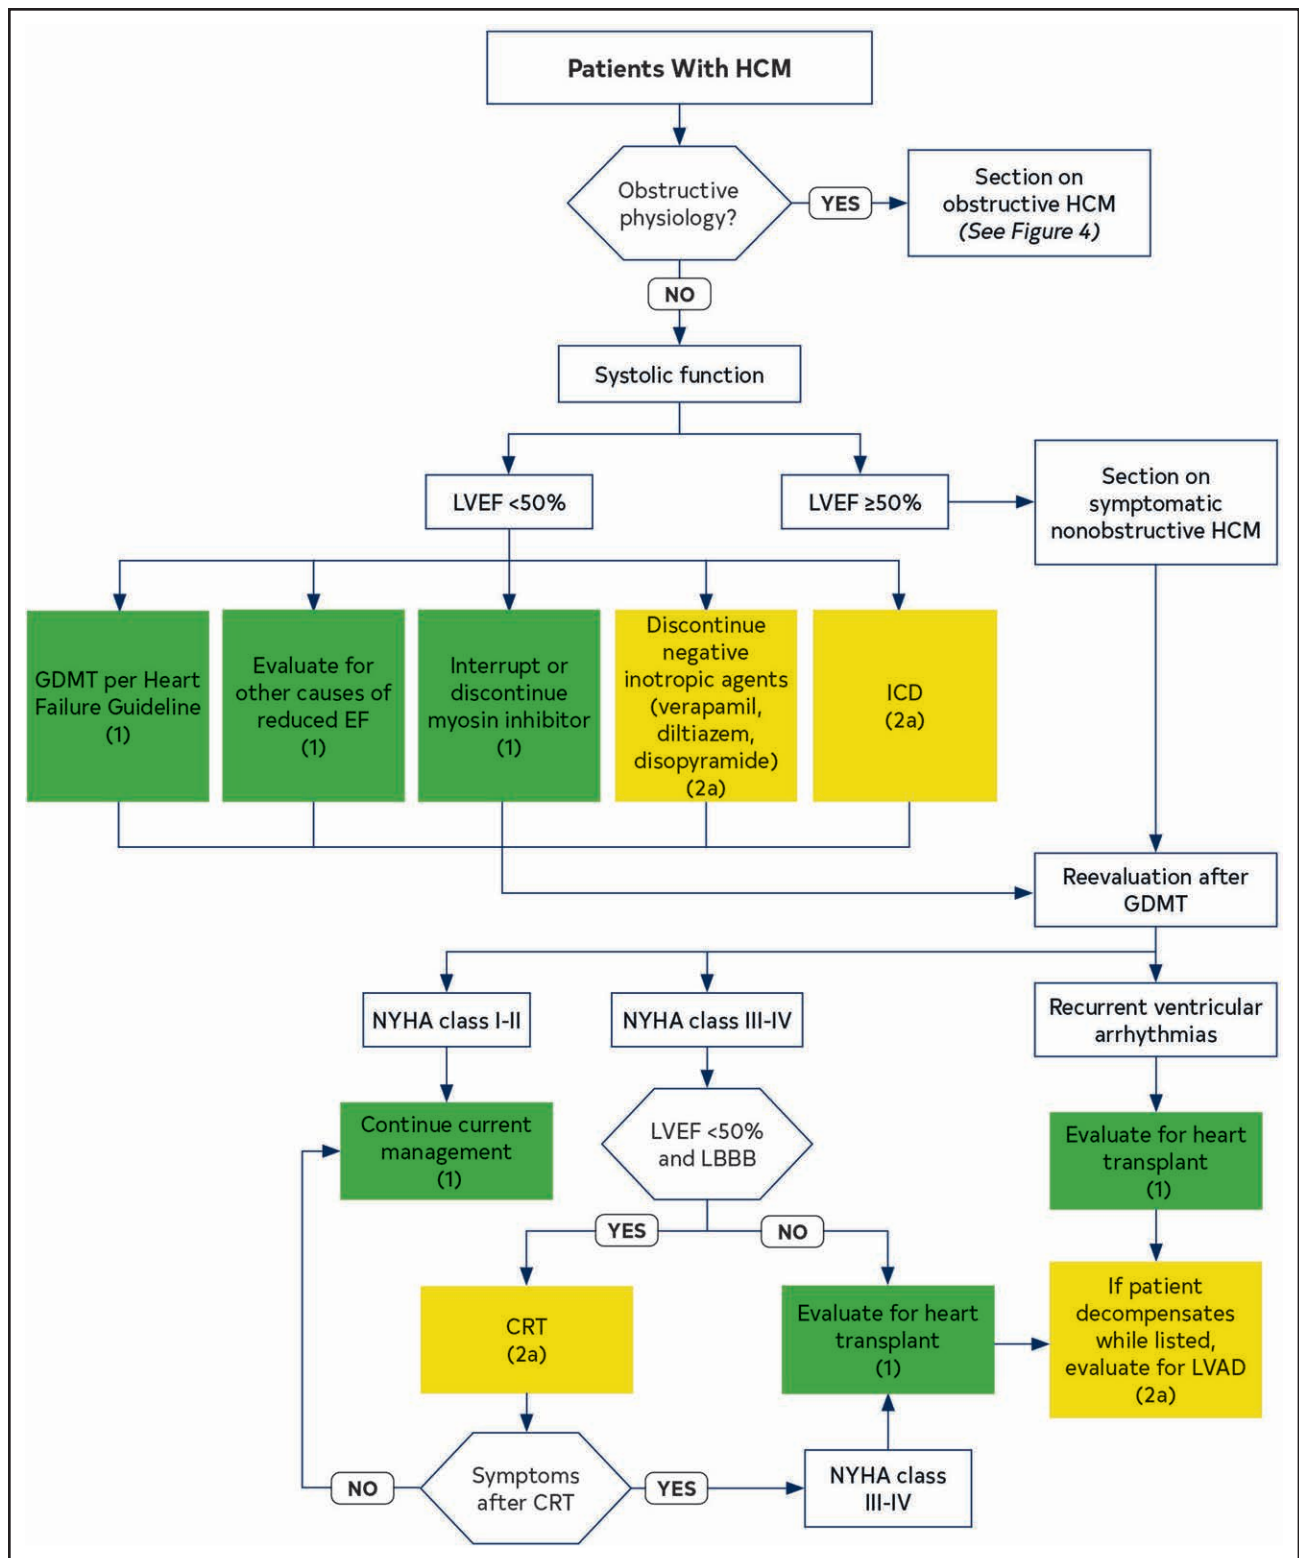 Patients With HCM
Obstructive
physiology?
YES
Section on
obstructive HCM
(See Figure 4)
NO
Systolic function
LVEF <50%
LVEF ≥50%
Section on
symptomatic
nonobstructive HCM
GDMT per Heart
Failure Guideline
(1)
Evaluate for
other causes of
reduced EF
(1)
Interrupt or
discontinue
myosin inhibitor
(1)
Discontinue
negative
inotropic agents
(verapamil,
diltiazem,
disopyramide)
(2a)
ICD
(2a)
Reevaluation after
GDMT
NYHA class I-II
NYHA class III-IV
Recurrent ventricular
arrhythmias
Continue current
management
(1)
LVEF <50%
and LBBB
Evaluate for heart
transplant
(1)
YES
NO
CRT
(2a)
Evaluate for heart
transplant
(1)
If patient
decompensates
while listed,
evaluate for LVAD
(2a)
Symptoms
after CRT
NO
YES
NYHA class
III-IV